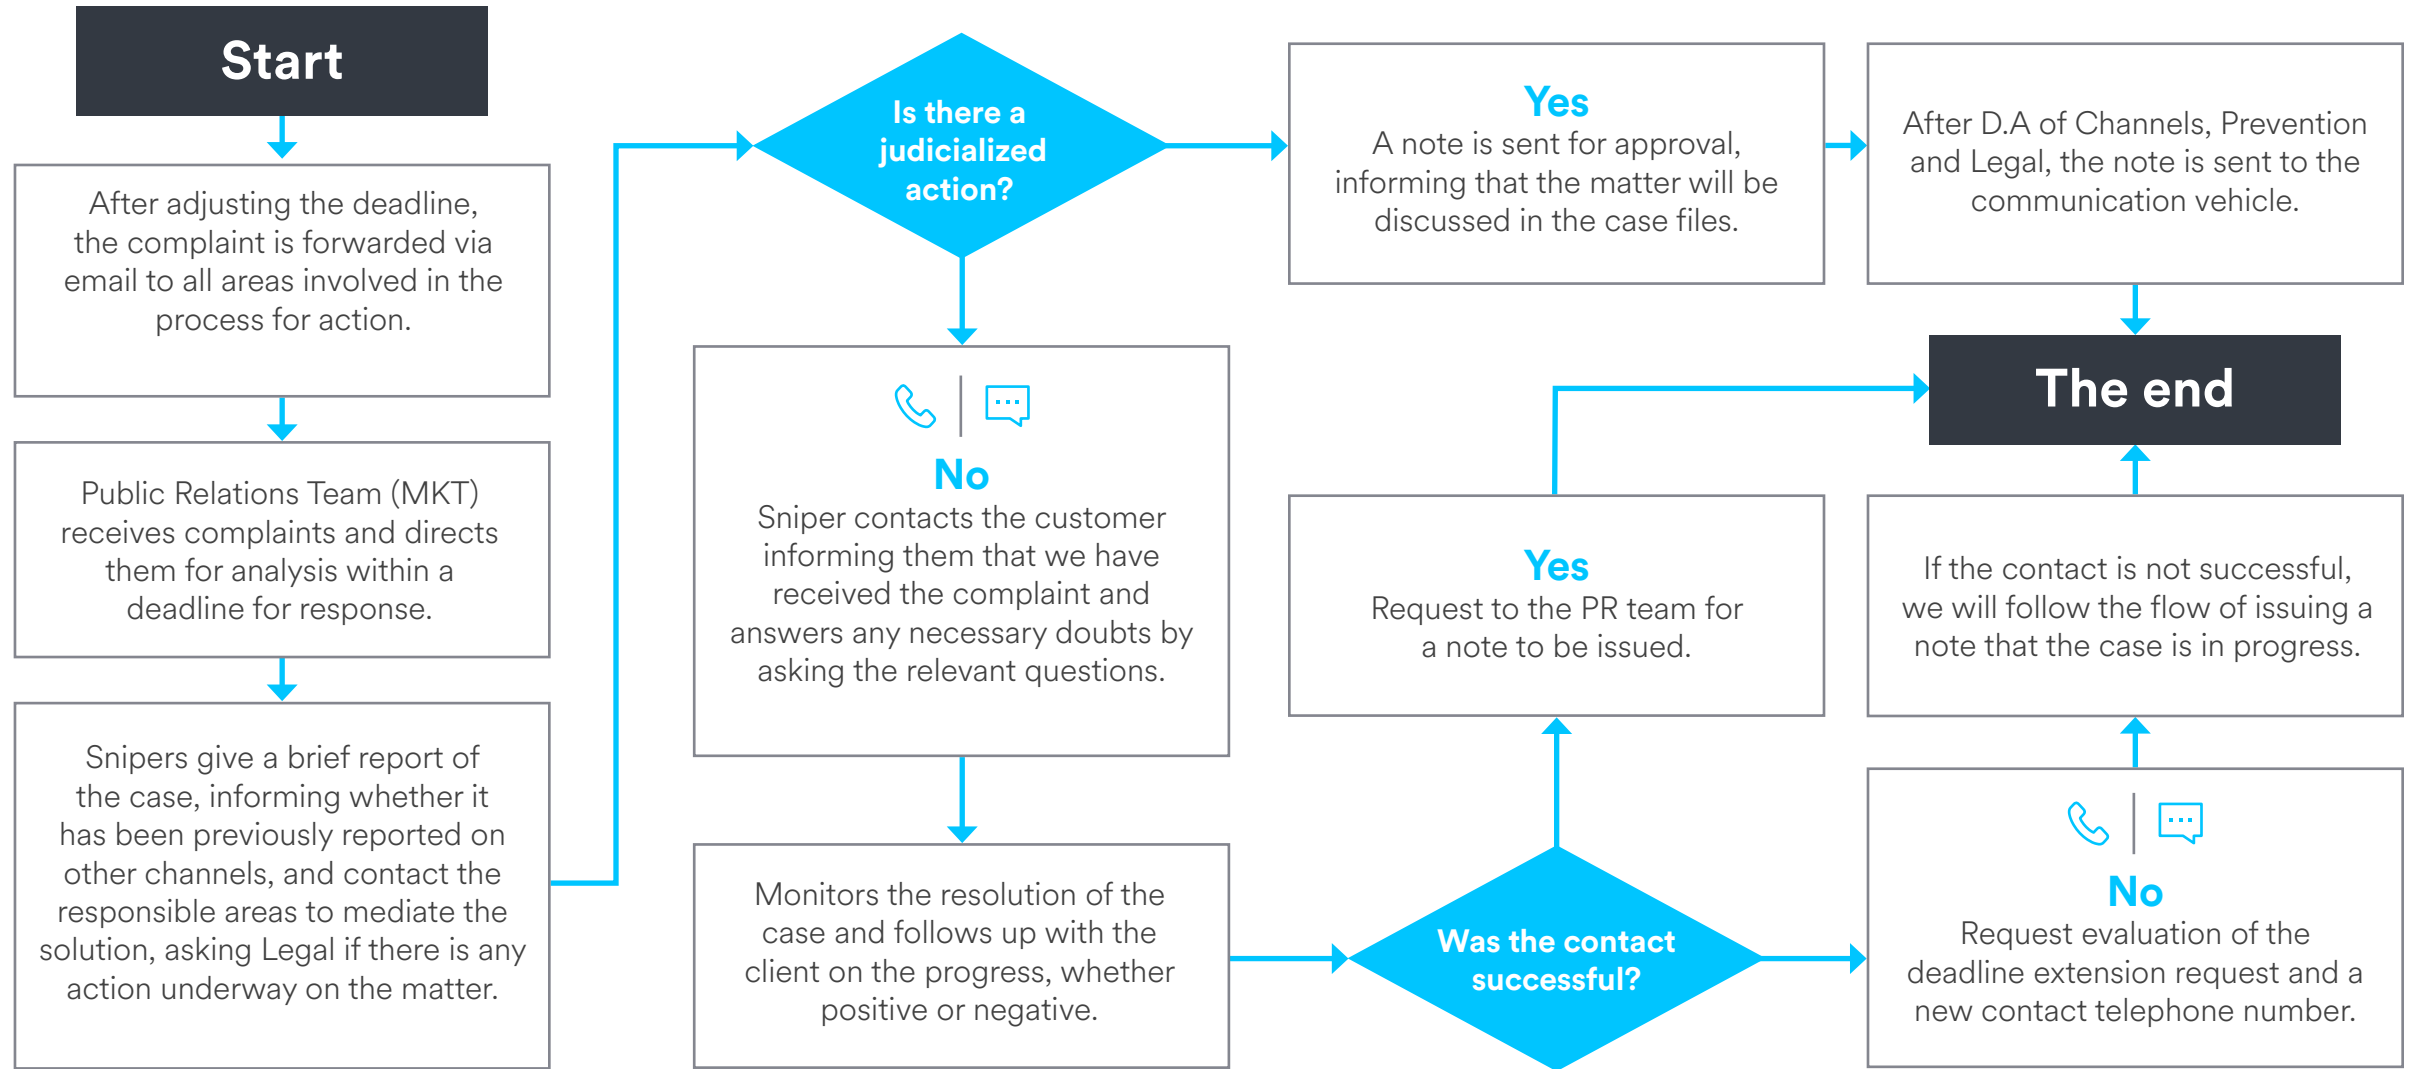 Start
After adjusting the deadline,
the complaint is forwarded via
email to all areas involved in the
process for action.
Public Relations Team (MKT)
receives complaints and directs
them for analysis within a
deadline for response.
Snipers give a brief report of
the case, informing whether it
has been previously reported on
other channels, and contact the
responsible areas to mediate the
solution, asking Legal if there is any
action underway on the matter.
Is there a
judicialized
action?
Yes
A note is sent for approval,
informing that the matter will be
discussed in the case files.
After D.A of Channels, Prevention
and Legal, the note is sent to the
communication vehicle.
No
Sniper contacts the customer
informing them that we have
received the complaint and
answers any necessary doubts by
asking the relevant questions.
Monitors the resolution of the
case and follows up with the
client on the progress, whether
positive or negative.
Was the contact
successful?
Yes
Request to the PR team for
a note to be issued.
No
Request evaluation of the
deadline extension request and a
new contact telephone number.
If the contact is not successful,
we will follow the flow of issuing a
note that the case is in progress.
The end